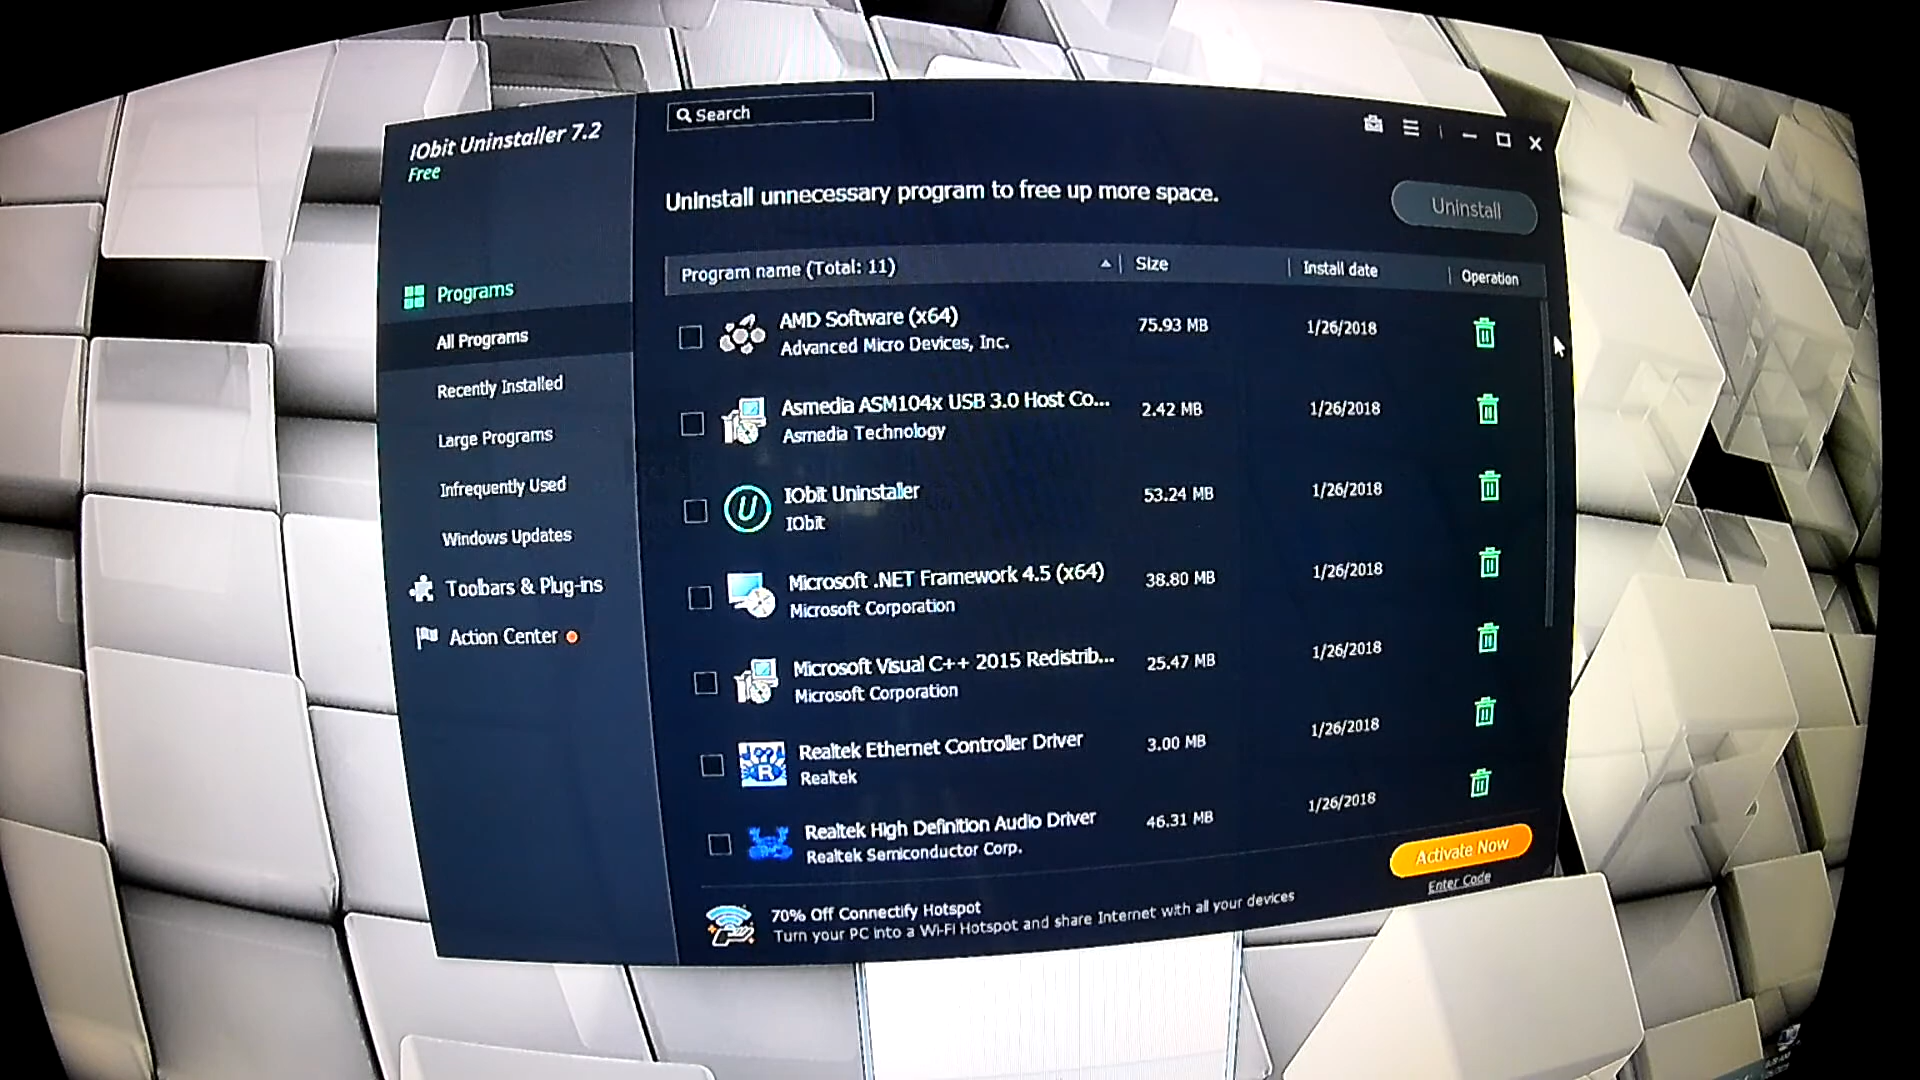 IObit Uninstaller 7.2
Free
Search
Uninstall unnecessary program to free up more space.
Uninstall
Programs
All Programs
Recently Installed
Large Programs
Infrequently Used
Windows Updates
Toolbars & Plug-ins
Action Center
Program name (Total: 11) Size Install date Operation
AMD Software (x64) 75.93 MB 1/26/2018
Advanced Micro Devices, Inc.
Asmedia ASM104x USB 3.0 Host Co... 2.42 MB 1/26/2018
Asmedia Technology
IObit Uninstaller 53.24 MB 1/26/2018
IObit
Microsoft .NET Framework 4.5 (x64) 38.80 MB 1/26/2018
Microsoft Corporation
Microsoft Visual C++ 2015 Redistrib... 25.47 MB 1/26/2018
Microsoft Corporation
Realtek Ethernet Controller Driver 3.00 MB 1/26/2018
Realtek
Realtek High Definition Audio Driver 46.31 MB 1/26/2018
Realtek Semiconductor Corp.
Activate Now
Enter Code
70% Off Connectify Hotspot
Turn your PC into a Wi-Fi Hotspot and share Internet with all your devices